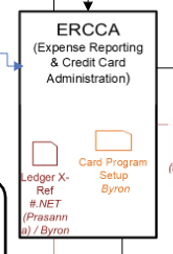 ERCCA
(Expense Reporting
& Credit Card
Administration)
Card Program
Setup
Byron
Ledger X-
Ref
#.NET
(Prasann
a) / Byron